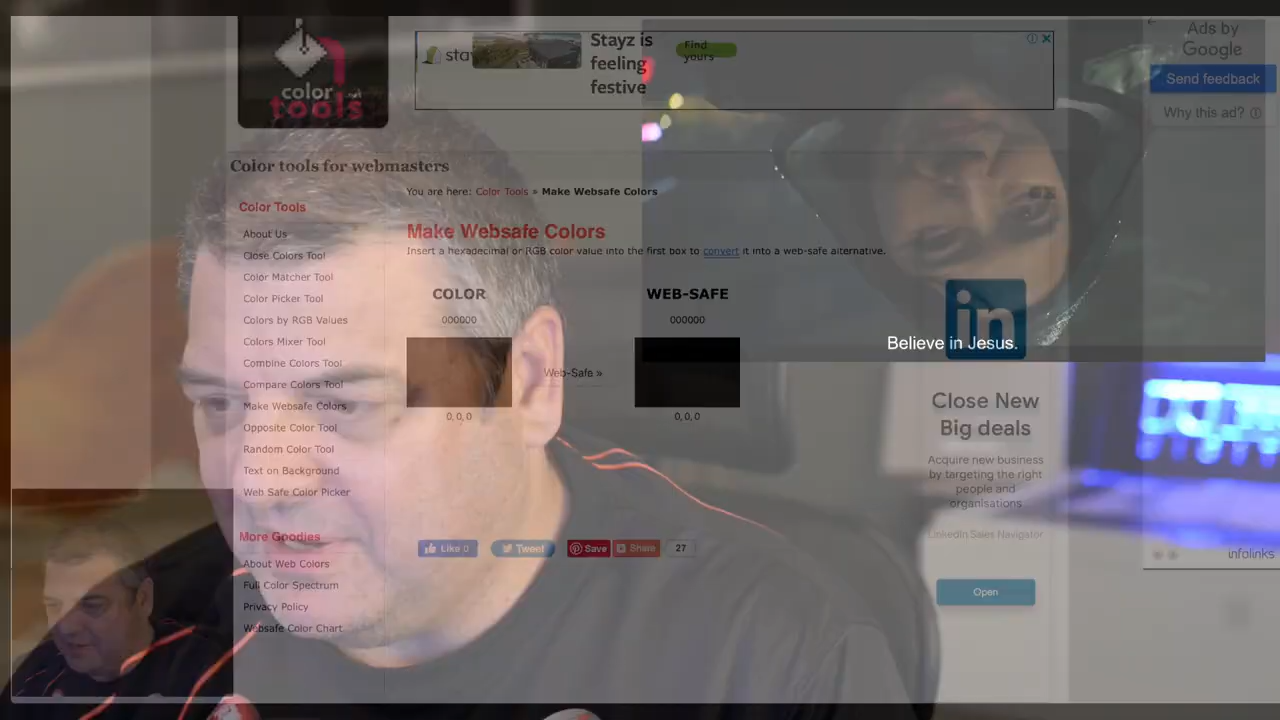 color
tools
stay
Stayz is
feeling
festive
Find
yours
Ads by
Google
Send feedback
Why this ad?
Color tools for webmasters
You are here: Color Tools » Make Websafe Colors
Color Tools
About Us
Close Colors Tool
Color Matcher Tool
Color Picker Tool
Colors by RGB Values
Colors Mixer Tool
Combine Colors Tool
Compare Colors Tool
Make Websafe Colors
Opposite Color Tool
Random Color Tool
Text on Background
Web Safe Color Picker
More Goodies
About Web Colors
Full Color Spectrum
Privacy Policy
Websafe Color Chart
Make Websafe Colors
Insert a hexadecimal or RGB color value into the first box to convert it into a web-safe alternative.
COLOR
WEB-SAFE
000000
000000
Web-Safe »
0, 0, 0
0, 0, 0
Like 0
Tweet
Save
Share
27
in
Believe in Jesus.
Close New
Big deals
Acquire new business
by targeting the right
people and
organisations
LinkedIn Sales Navigator
Open
infolinks